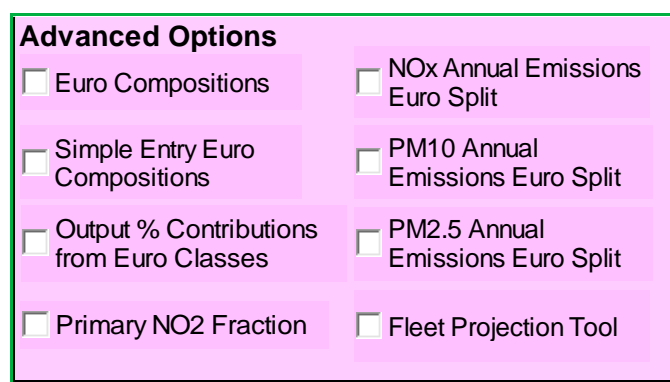 Advanced Options
Euro Compositions
Simple Entry Euro
Compositions
Output % Contributions
from Euro Classes
Primary NO2 Fraction
NOx Annual Emissions
Euro Split
PM10 Annual
Emissions Euro Split
PM2.5 Annual
Emissions Euro Split
Fleet Projection Tool